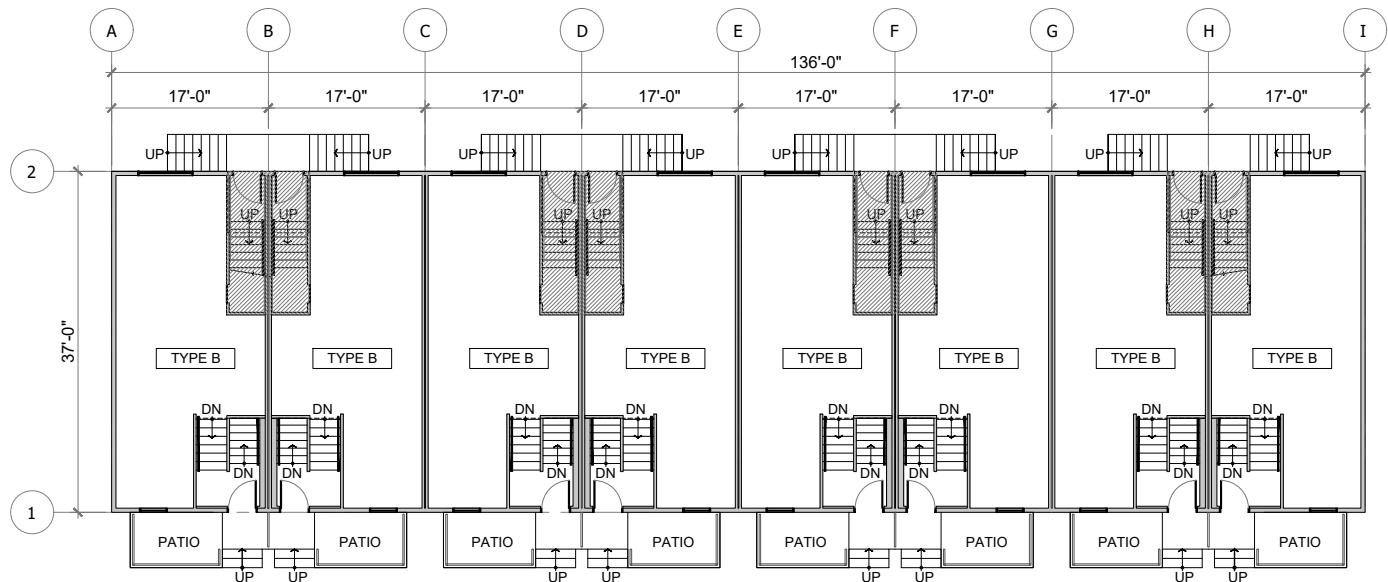 A B C D E F G H I
136'-0"
17'-0" 17'-0" 17'-0" 17'-0" 17'-0" 17'-0" 17'-0" 17'-0"
UP UP UP UP UP UP UP UP
2
UP UP UP UP UP UP UP UP
37'-0"
TYPE B TYPE B TYPE B TYPE B TYPE B TYPE B TYPE B TYPE B
DN DN DN DN DN DN DN DN
DN DN DN DN DN DN DN DN
1
PATIO PATIO PATIO PATIO PATIO PATIO PATIO PATIO
UP UP UP UP UP UP UP UP